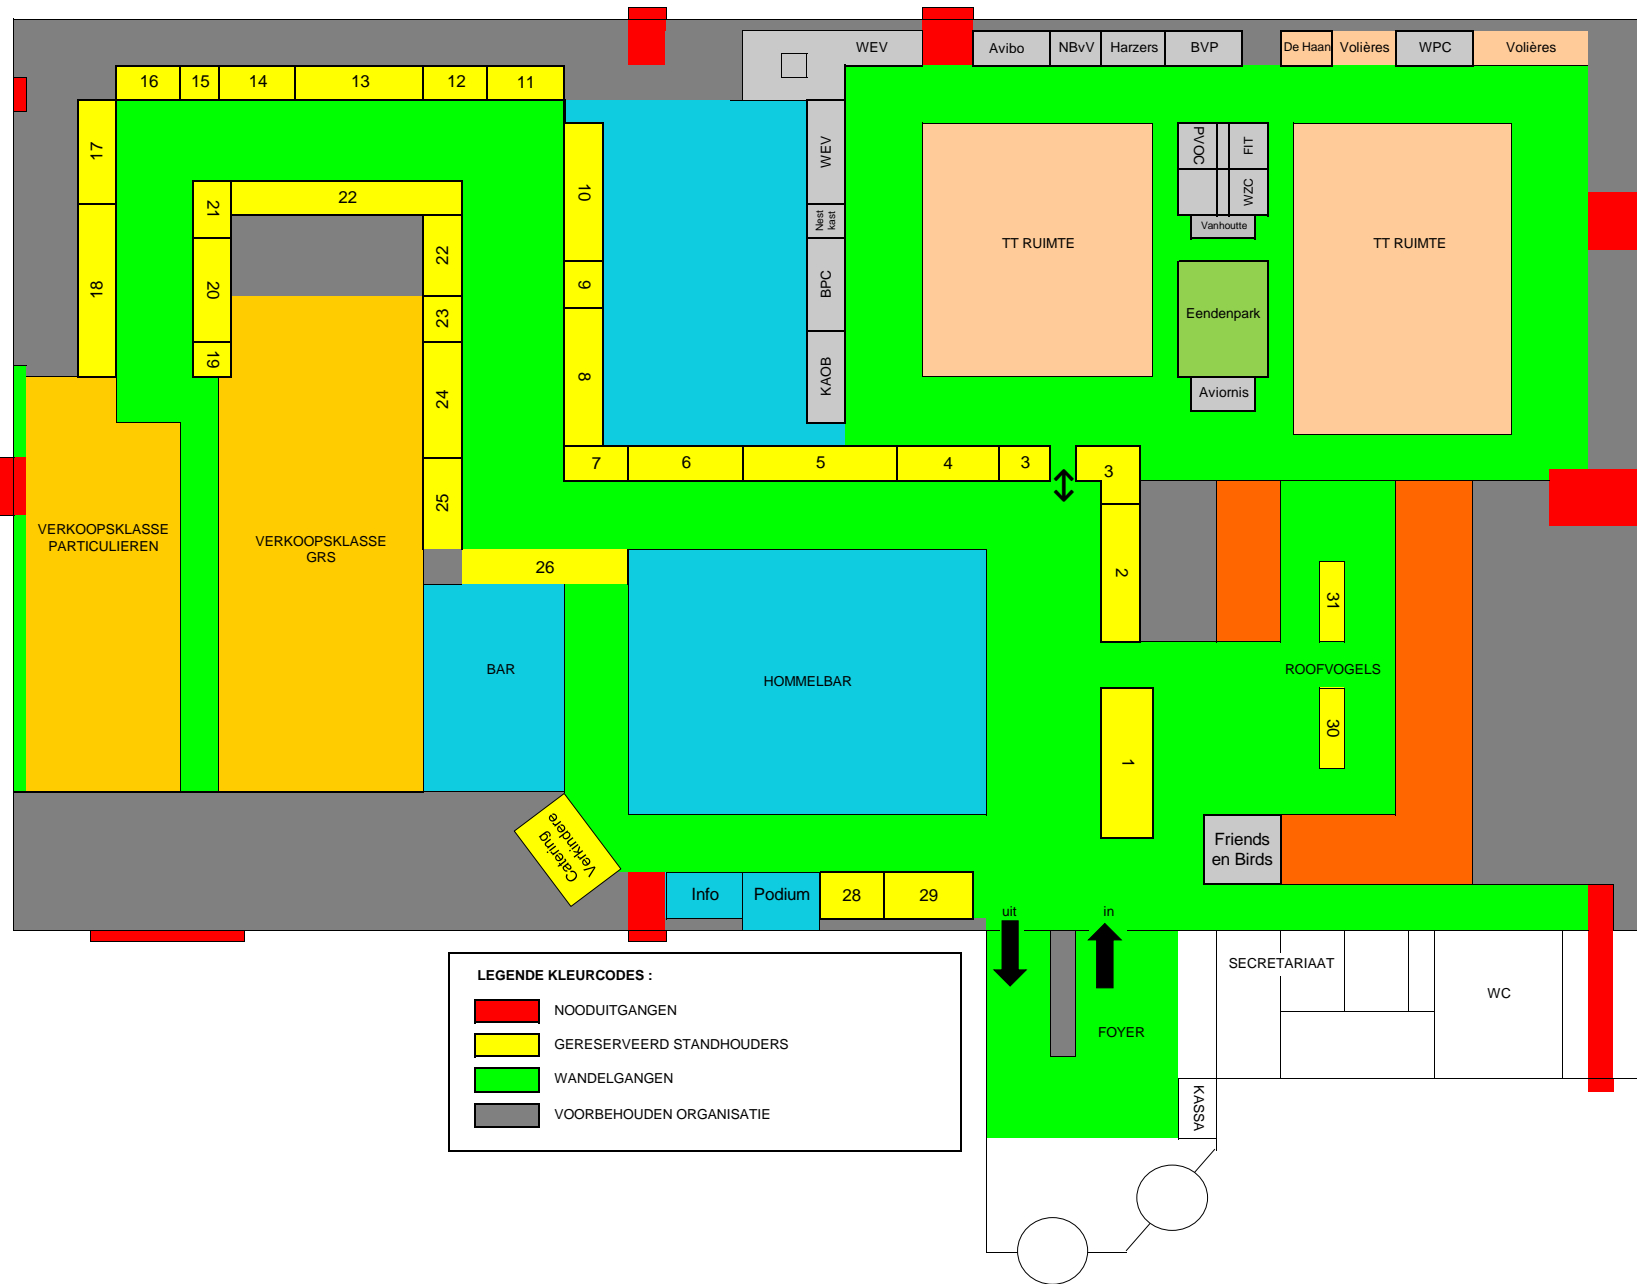 WEV
Avibo
NBvV
Harzers
BVP
De Haan
Volières
WPC
Volières
16
15
14
13
12
11
17
18
21
22
20
19
22
23
24
25
10
9
8
WEV
Nest
kast
BPC
KAOB
TT RUIMTE
PVOC
FIT
WZC
Vanhoutte
Eendenpark
Aviornis
TT RUIMTE
7
6
5
4
3
3
2
VERKOOPSKLASSE
PARTICULIEREN
VERKOOPSKLASSE
GRS
26
BAR
HOMMELBAR
31
ROOFVOGELS
30
1
Friends
en Birds
Catering
Verkindere
Info
Podium
28
29
uit
in
SECRETARIAAT
WC
FOYER
KASSA
LEGENDE KLEURCODES :
NOODUITGANGEN
GERESERVEERD STANDHOUDERS
WANDELGANGEN
VOORBEHOUDEN ORGANISATIE